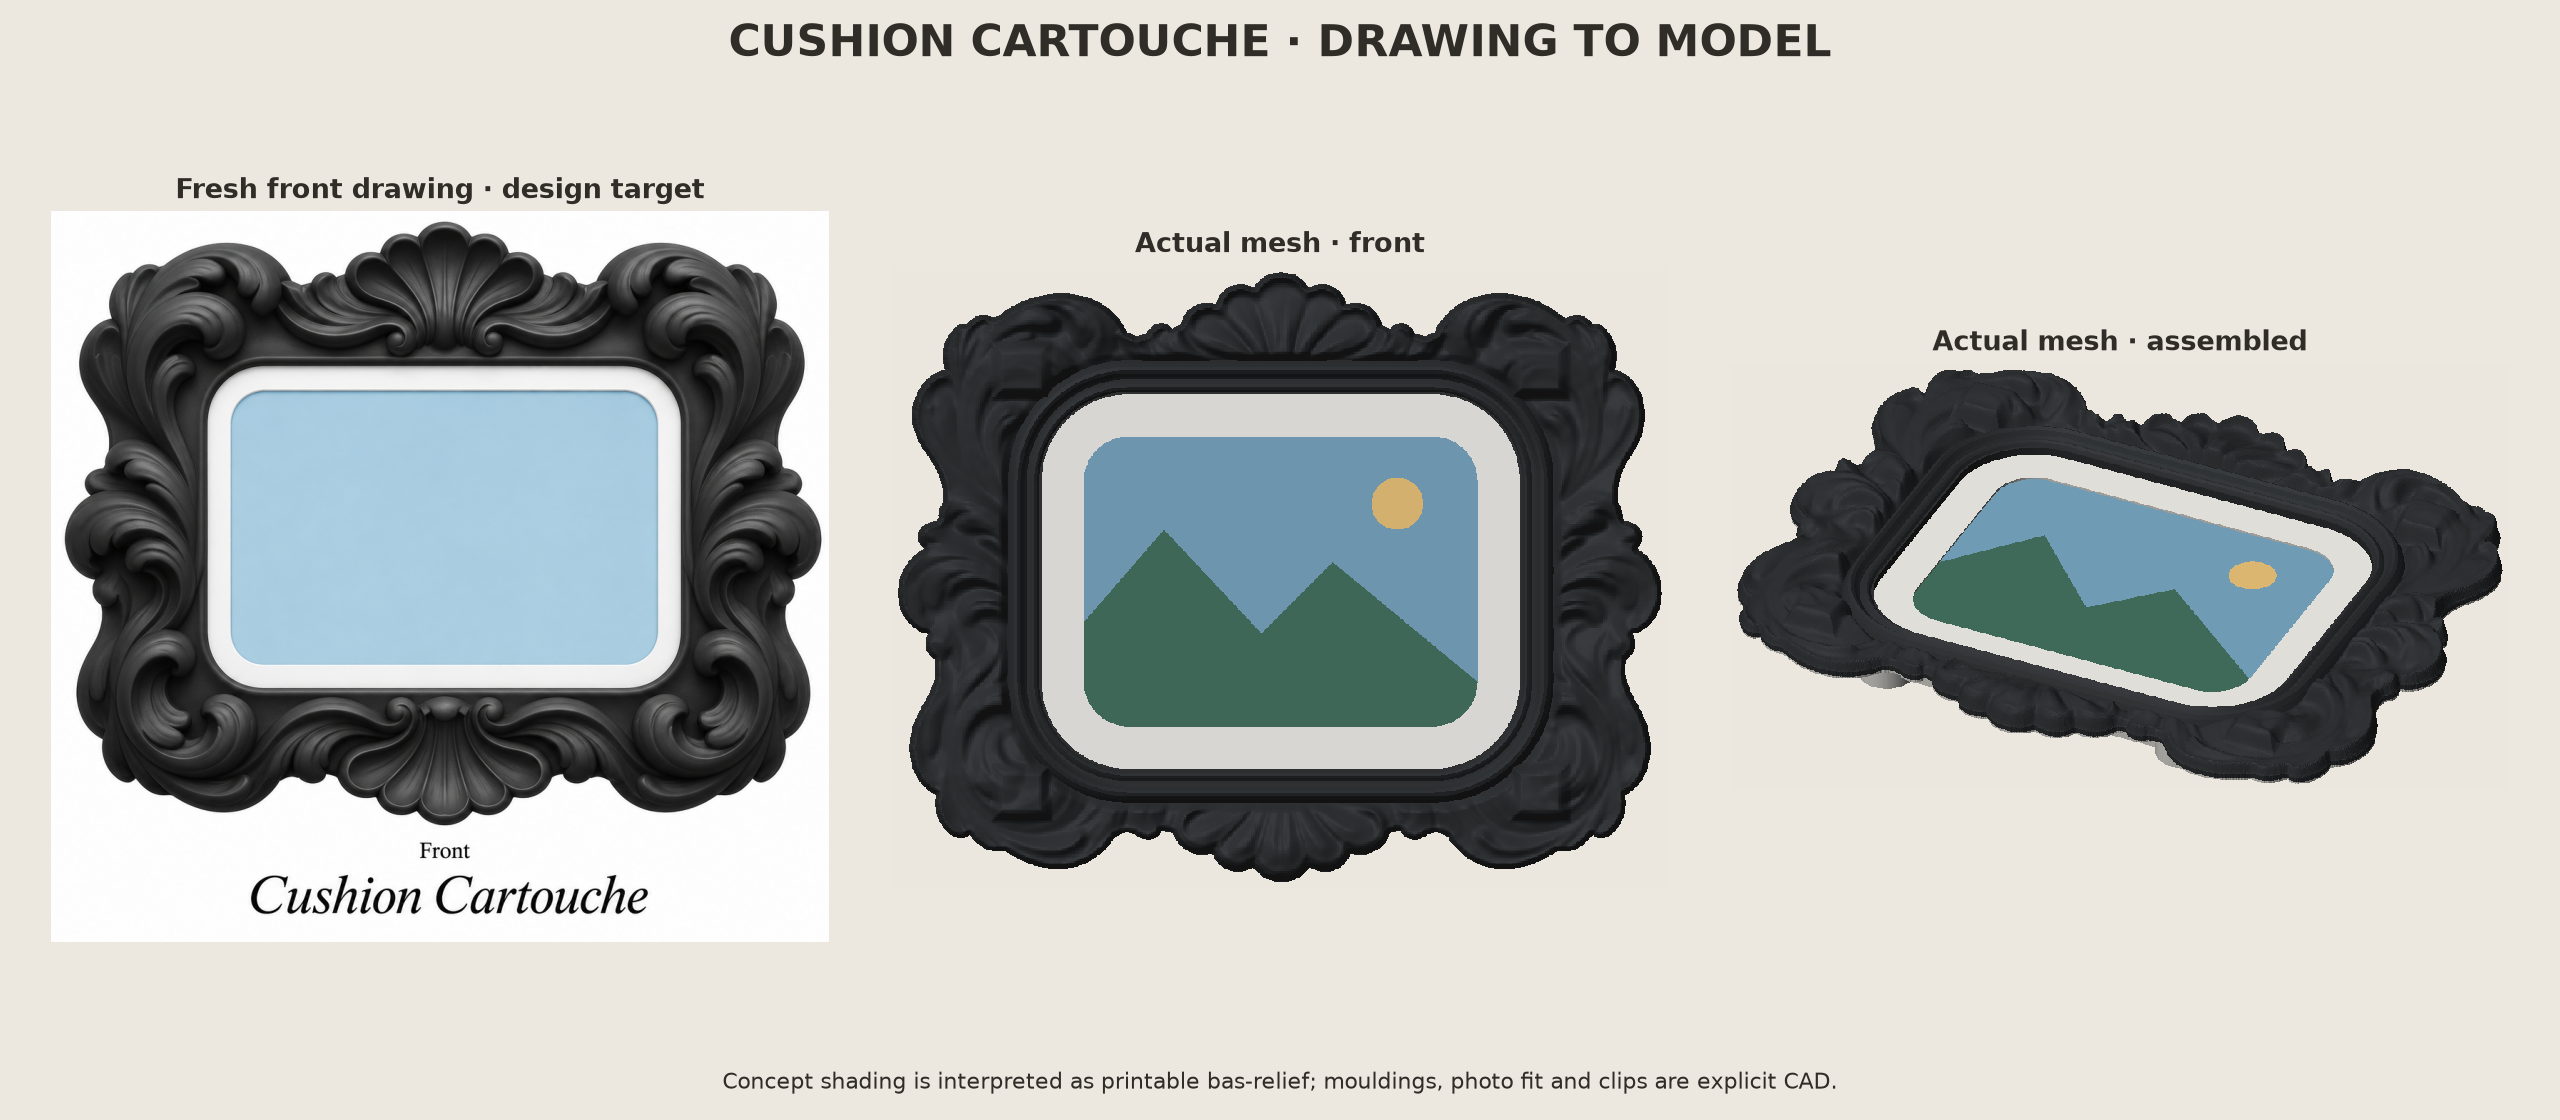 CUSHION CARTOUCHE · DRAWING TO MODEL
Fresh front drawing · design target
Actual mesh · front
Actual mesh · assembled
Front
Cushion Cartouche
Concept shading is interpreted as printable bas-relief; mouldings, photo fit and clips are explicit CAD.